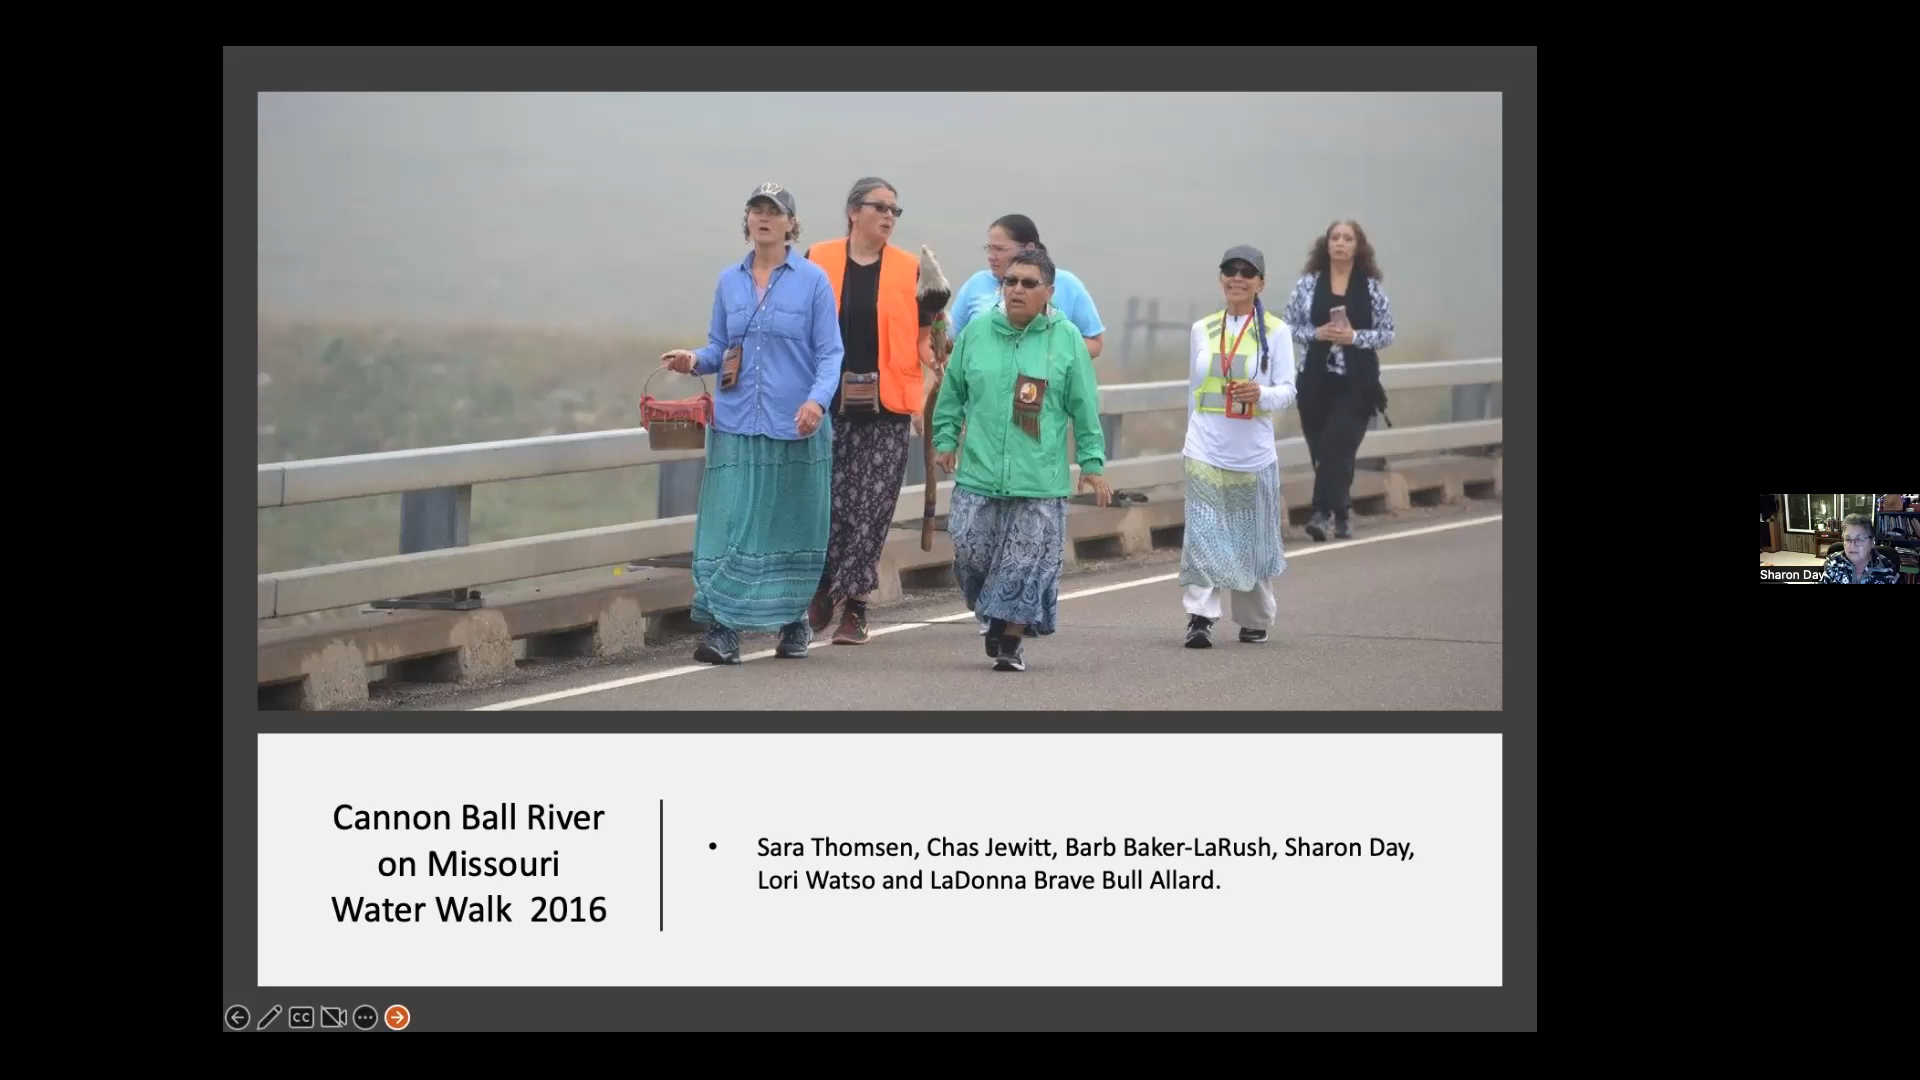 Cannon Ball River
on Missouri
Water Walk 2016
• Sara Thomsen, Chas Jewitt, Barb Baker-LaRush, Sharon Day,
Lori Watso and LaDonna Brave Bull Allard.
Sharon Day
CC